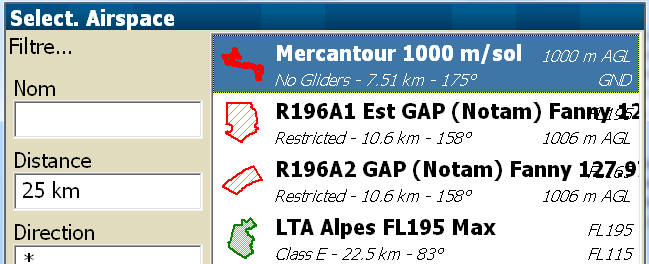 Select. Airspace
Filtre...
Nom
Distance
25 km
Direction
*
Mercantour 1000 m/sol 1000 m AGL
No Gliders - 7.51 km - 175° GND
R196A1 Est GAP (Notam) Fanny 12
Restricted - 10.6 km - 158° 1006 m AGL
R196A2 GAP (Notam) Fanny 127.9
Restricted - 10.6 km - 158° 1006 m AGL
LTA Alpes FL195 Max FL195
Class E - 22.5 km - 83° FL115